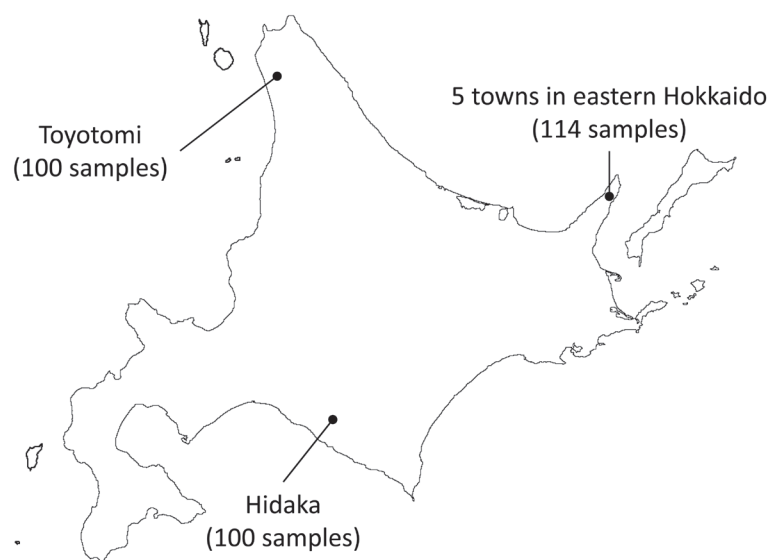 5 towns in eastern Hokkaido
(114 samples)
Toyotomi
(100 samples)
Hidaka
(100 samples)